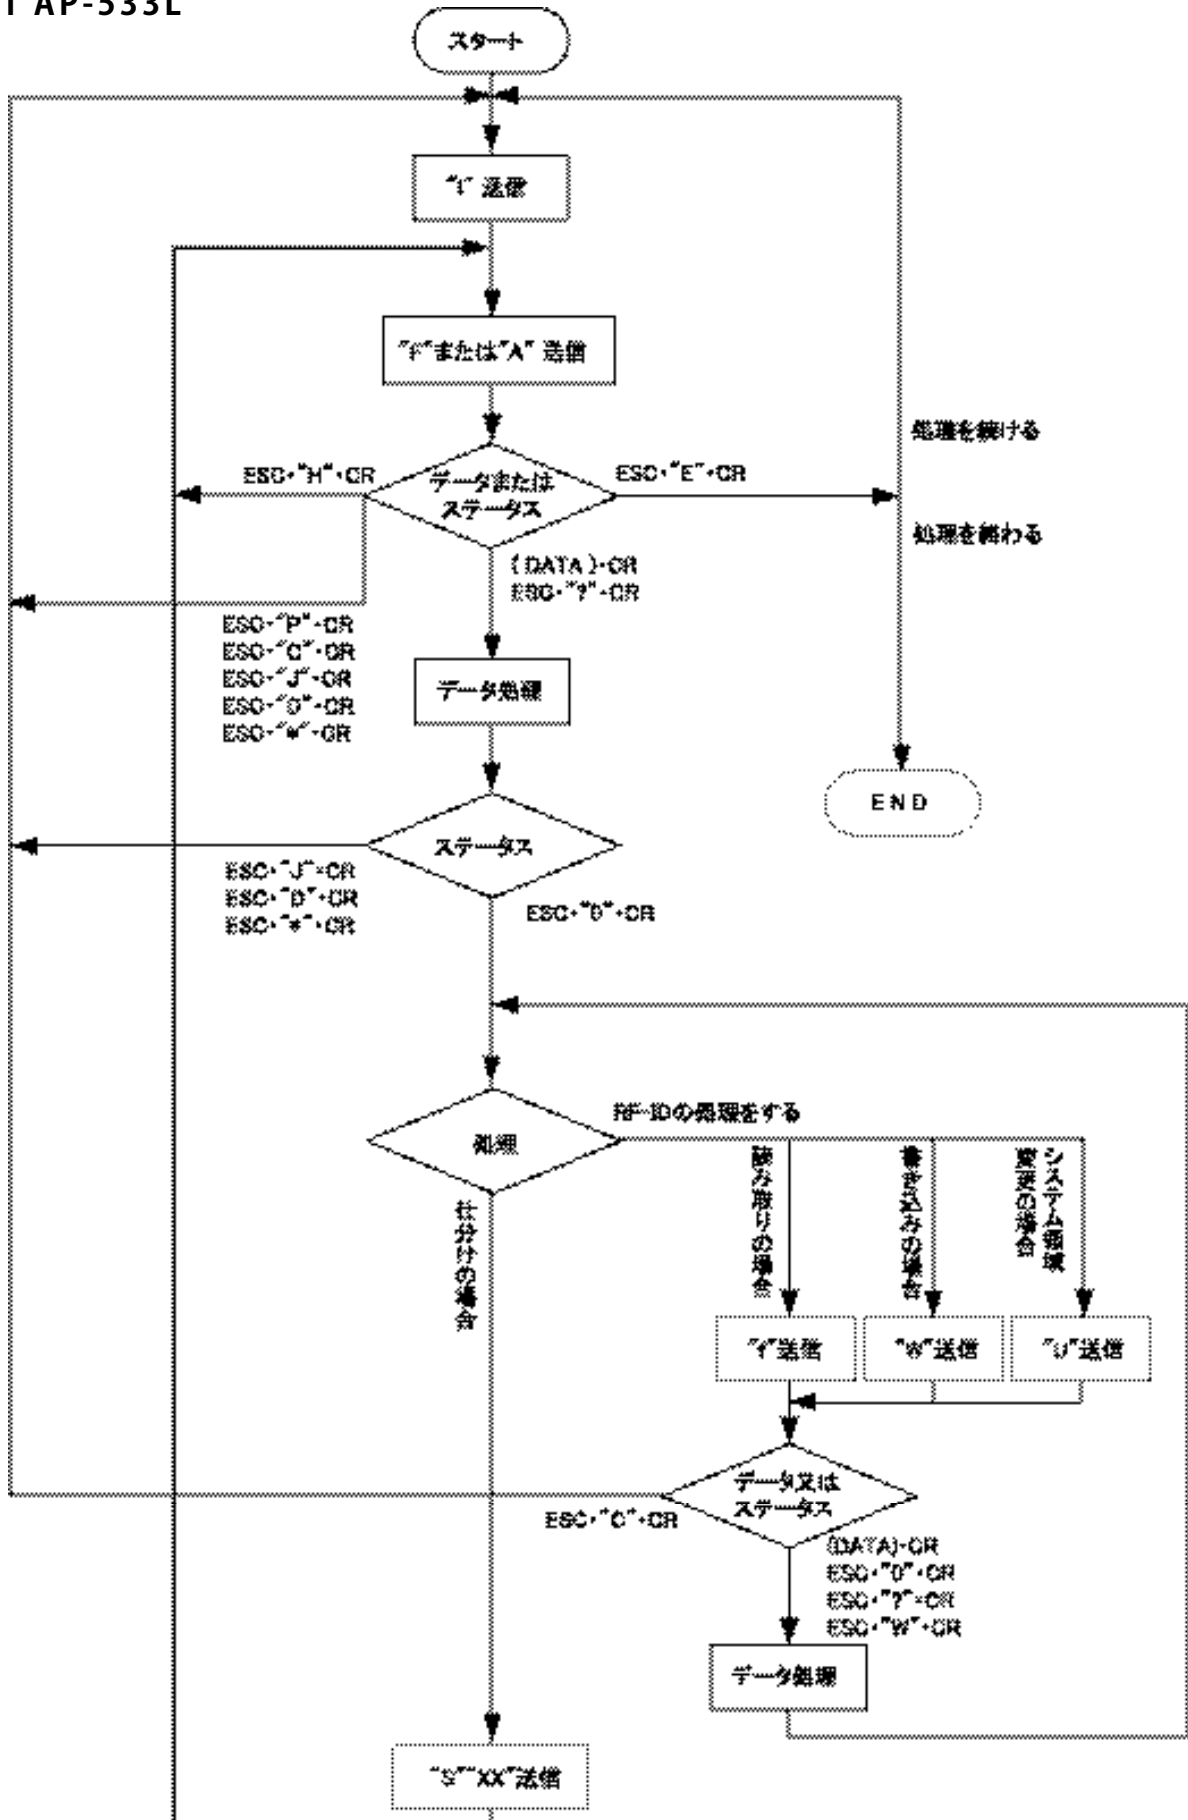 AP-533L
スタート
送信
"または"A" 送信
処理を続ける
ESC+"H"+CR
データまたは
ステータス
ESC+"E"+CR
処理を終わる
(DATA)+CR
ESC+"?"+CR
ESC+"P"+CR
ESC+"C"+CR
ESC+"J"+CR
ESC+"
ESC+"*"+CR
データ処理
END
ステータス
ESC+"J"+CR
ESC+"D"+CR
ESC+"*"+CR
ESC+"0"+CR
RF-IDの処理をする
処理
仕分けの場合
読み取りの場合
書き込みの場合
システム環境
変更の場合
送信
"W"送信
"U"送信
データ又は
ステータス
ESC+"C"+CR
(DATA)+CR
ESC+"0"+CR
ESC+"?"+CR
ESC+"W"+CR
データ処理
"S""XX"送信